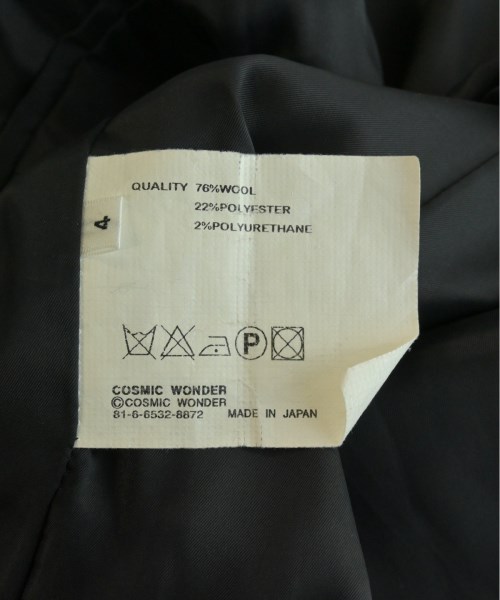 QUALITY 76%WOOL
22%POLYESTER
2%POLYURETHANE
4
P
COSMIC WONDER
©COSMIC WONDER
81-6-6532-8872 MADE IN JAPAN